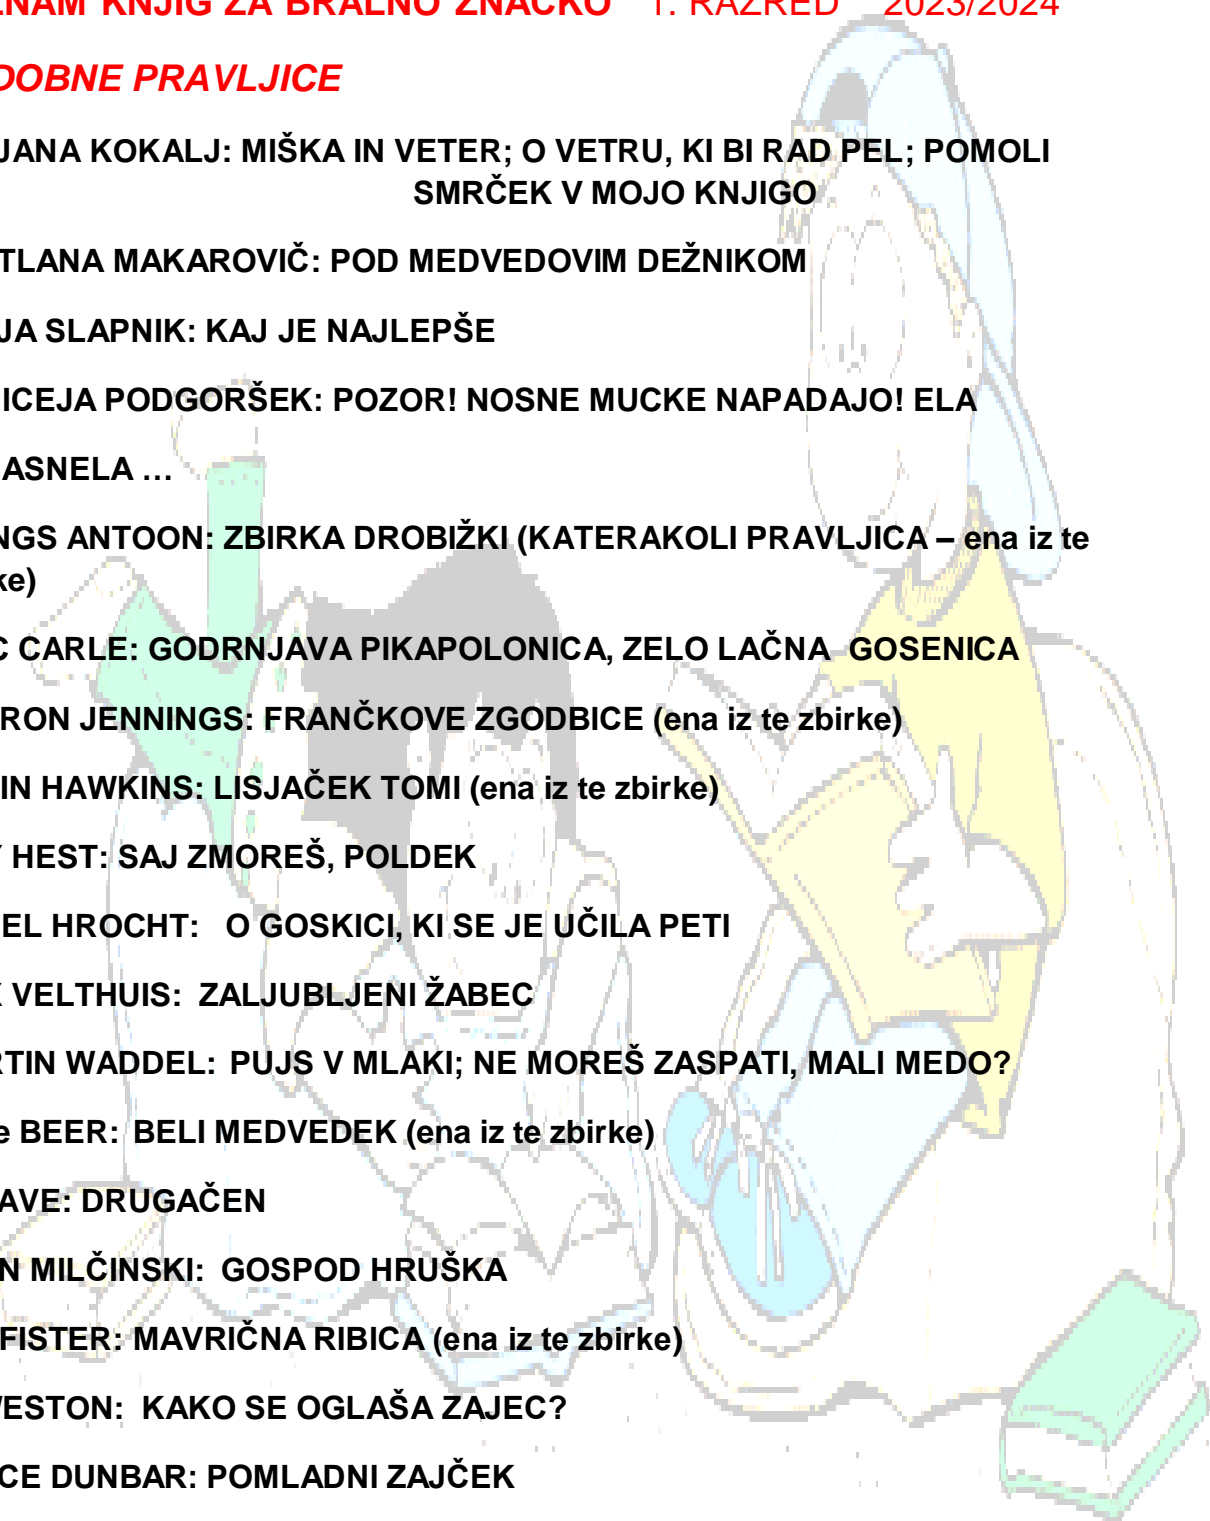 ZNAM KNJIG ZA BRALNO ZNAČKO 1. RAZRED 2023/2024
DOBNE PRAVLJICE
JANA KOKALJ: MIŠKA IN VETER; O VETRU, KI BI RAD PEL; POMOLI
SMRČEK V MOJO KNJIGO
TLANA MAKAROVIČ: POD MEDVEDOVIM DEŽNIKOM
JA SLAPNIK: KAJ JE NAJLEPŠE
ICEJA PODGORŠEK: POZOR! NOSNE MUCKE NAPADAJO! ELA
ASNELA …
NGS ANTOON: ZBIRKA DROBIŽKI (KATERAKOLI PRAVLJICA – ena iz te
ke)
C CARLE: GODRNJAVA PIKAPOLONICA, ZELO LAČNA GOSENICA
RON JENNINGS: FRANČKOVE ZGODBICE (ena iz te zbirke)
IN HAWKINS: LISJAČEK TOMI (ena iz te zbirke)
Y HEST: SAJ ZMOREŠ, POLDEK
EL HROCHT: O GOSKICI, KI SE JE UČILA PETI
X VELTHUIS: ZALJUBLJENI ŽABEC
RTIN WADDEL: PUJS V MLAKI; NE MOREŠ ZASPATI, MALI MEDO?
e BEER: BELI MEDVEDEK (ena iz te zbirke)
AVE: DRUGAČEN
N MILČINSKI: GOSPOD HRUŠKA
FISTER: MAVRIČNA RIBICA (ena iz te zbirke)
WESTON: KAKO SE OGLAŠA ZAJEC?
CE DUNBAR: POMLADNI ZAJČEK